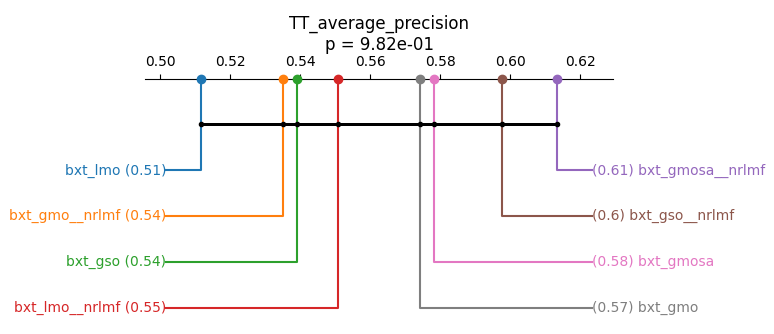 TT_average_precision
p = 9.82e-01
0.50 0.52 0.54 0.56 0.58 0.60 0.62
bxt_lmo (0.51) (0.61) bxt_gmosa__nrlmf
bxt_gmo__nrlmf (0.54) (0.6) bxt_gso__nrlmf
bxt_gso (0.54) (0.58) bxt_gmosa
bxt_lmo__nrlmf (0.55) (0.57) bxt_gmo